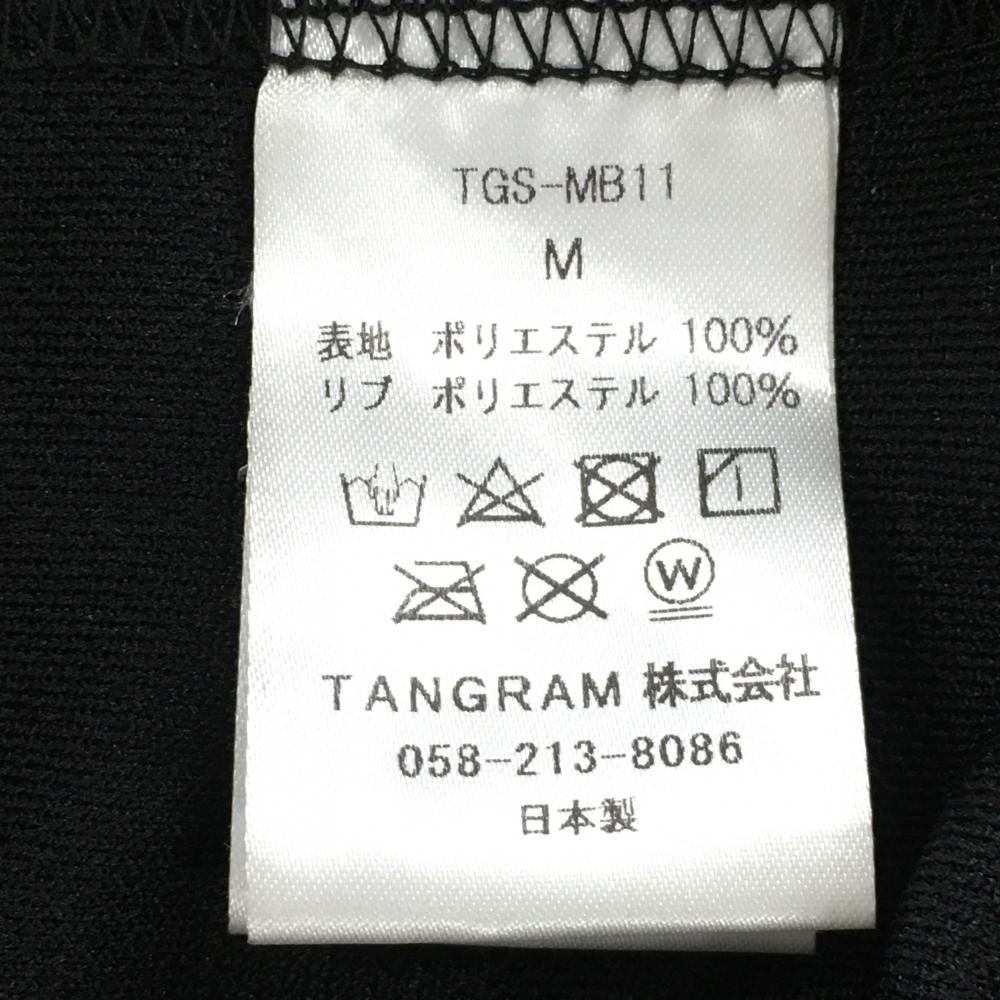 TGS-MB11
M
表地 ポリエステル 100%
リブ ポリエステル 100%
W
TANGRAM 株式会社
058-213-8086
日本製